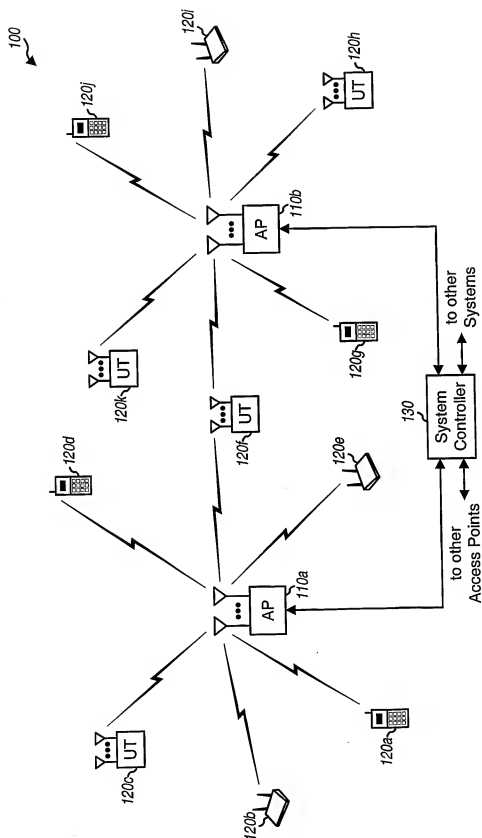 100
120i
120j
120h
UT
110b
AP
120k
UT
120g
120f
UT
120d
120e
110a
AP
120c
UT
120b
120a
130
System
Controller
to other
Systems
to other
Access Points